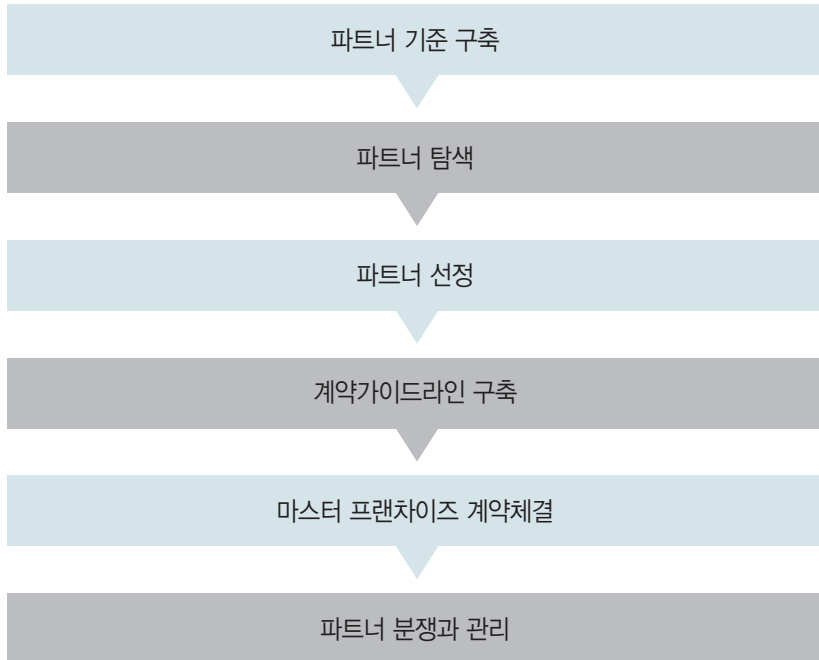 파트너 기준 구축
파트너 탐색
파트너 선정
계약가이드라인 구축
마스터 프랜차이즈 계약체결
파트너 분쟁과 관리